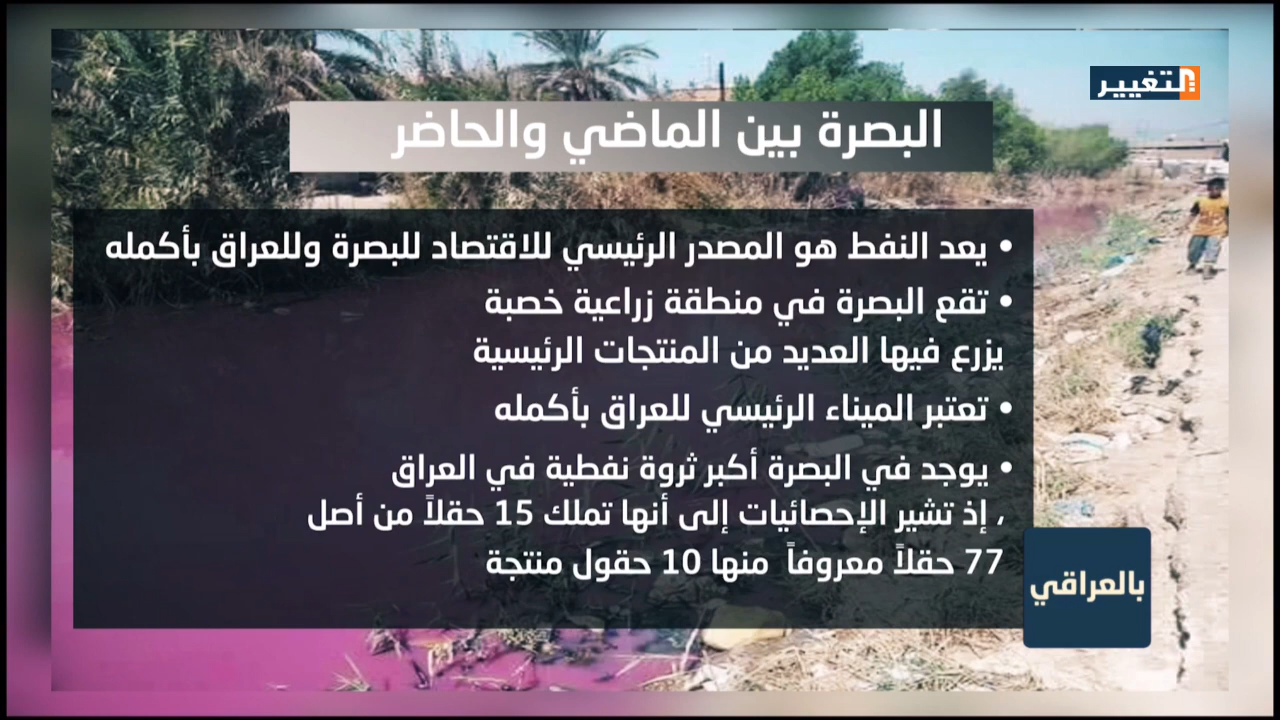 التغيير
البصرة بين الماضي والحاضر
• يعد النفط هو المصدر الرئيسي للاقتصاد للبصرة وللعراق بأكمله
• تقع البصرة في منطقة زراعية خصبة
يزرع فيها العديد من المنتجات الرئيسية
• تعتبر الميناء الرئيسي للعراق بأكمله
• يوجد في البصرة أكبر ثروة نفطية في العراق
، إذ تشير الإحصائيات إلى أنها تملك 15 حقلاً من أصل
77 حقلاً معروفاً منها 10 حقول منتجة
بالعراقي